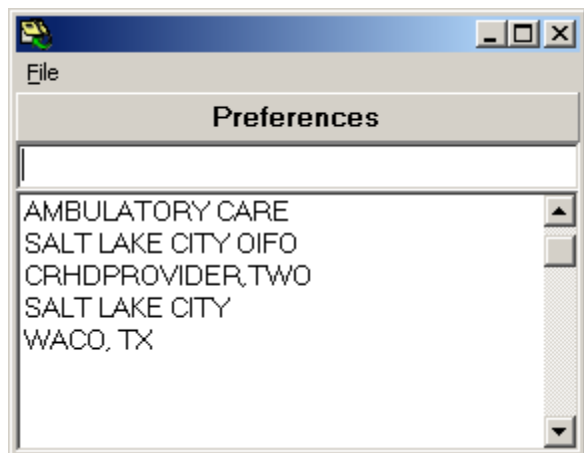 File
Preferences
AMBULATORY CARE
SALT LAKE CITY OIFO
CRHDPROVIDER,TWO
SALT LAKE CITY
WACO, TX